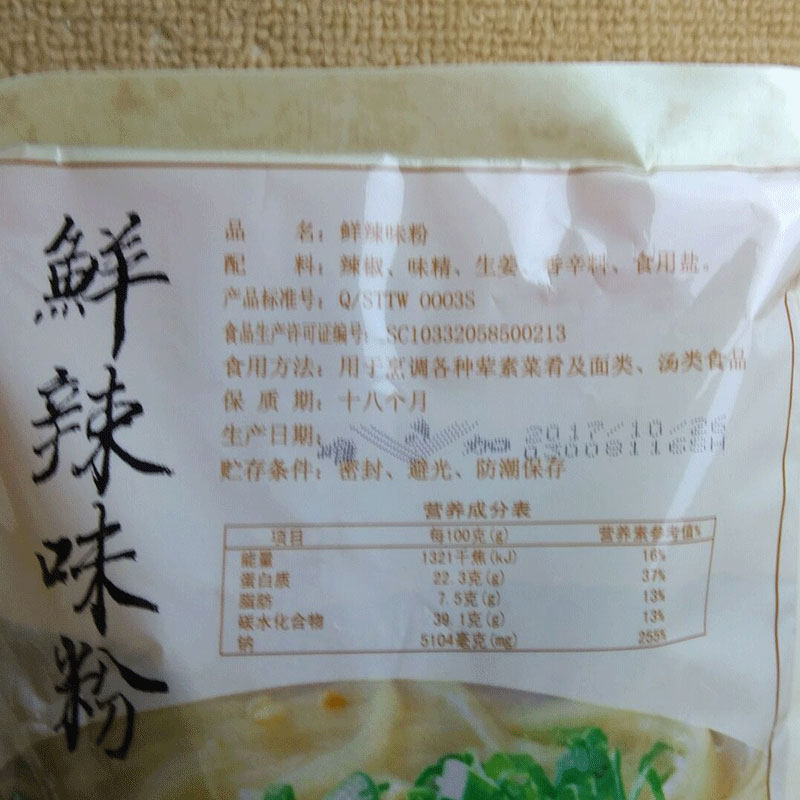 鮮辣味粉
品 名：鲜辣味粉
配 料：辣椒、味精、生姜、香辛料、食用盐。
产品标准号：Q/STTW 0003S
食品生产许可证编号：SC10332058500213
食用方法：用于烹调各种荤素菜肴及面类、汤类食品
保 质 期：十八个月
生产日期：
2017/10/26
贮存条件：密封、避光、防潮保存
营养成分表
项目 每100克(g) 营养素参考值%
能量 1321千焦(kJ) 16%
蛋白质 22.3克(g) 37%
脂肪 7.5克(g) 13%
碳水化合物 39.1克(g) 13%
钠 5104毫克(mg) 255%